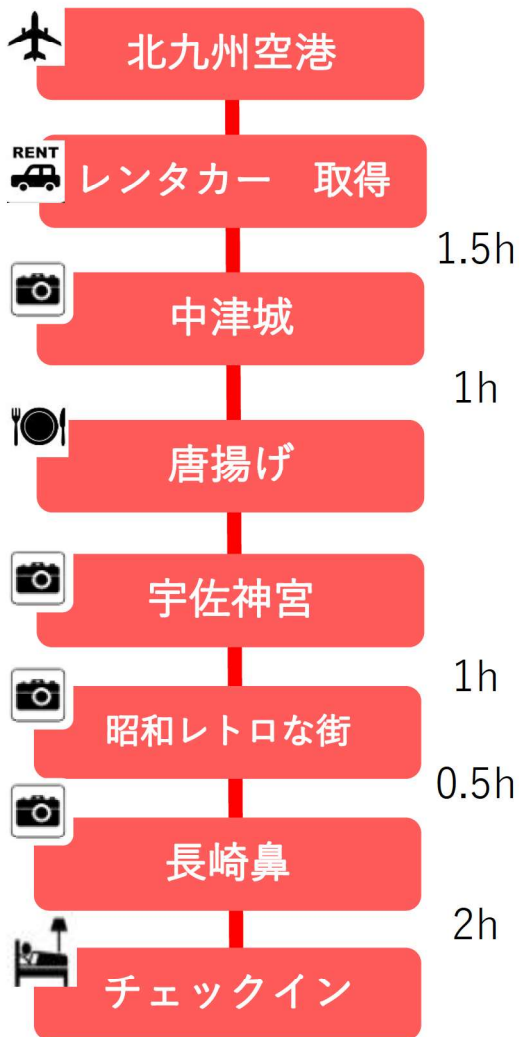 北九州空港
RENT
レンタカー　取得
1.5h
中津城
1h
唐揚げ
宇佐神宮
1h
昭和レトロな街
0.5h
長崎鼻
2h
チェックイン